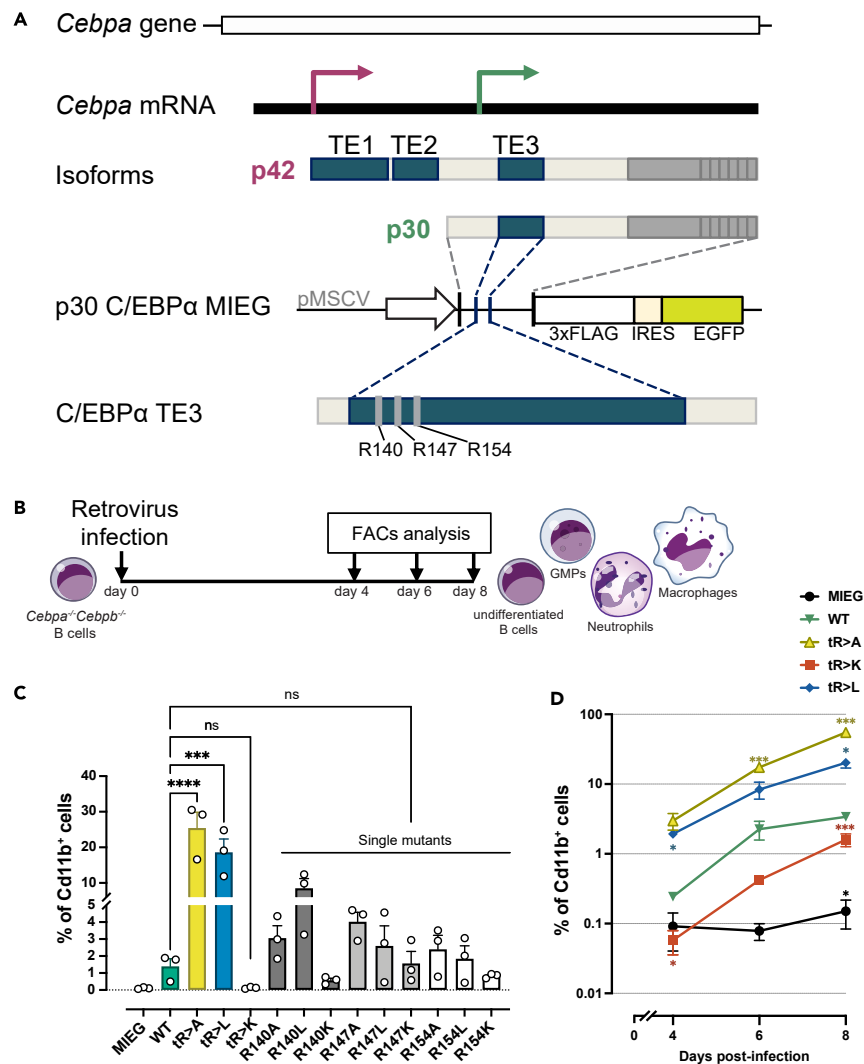 A
Cebpa gene
Cebpa mRNA
TE1 TE2 TE3
Isoforms
p42
p30
pMSCV
p30 C/EBPα MIEG
3xFLAG IRES EGFP
C/EBPα TE3
R140 R147 R154
B
Retrovirus
infection
FACs analysis
day 0
day 4 day 6 day 8
Cebpa-/-Cebpb-/-
B cells
undifferentiated
B cells
GMPs
Neutrophils
Macrophages
MIEG
WT
tR>A
tR>K
tR>L
C
ns
ns
***
****
Single mutants
% of Cd11b+ cells
40
30
20
10
5
4
3
2
1
0
MIEG
WT
tR>A
tR>L
tR>K
R140A
R140L
R140K
R147A
R147L
R147K
R154A
R154L
R154K
D
% of Cd11b+ cells
100
10
1
0.1
0.01
***
***
*
*
***
*
*
0 4 6 8
Days post-infection